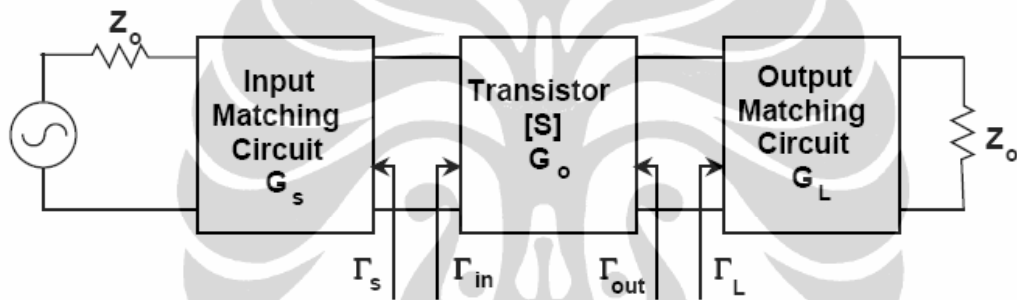 Zo
Input
Matching
Circuit
Gs
Transistor
[S]
Go
Output
Matching
Circuit
GL
Zo
Γs
Γin
Γout
ΓL